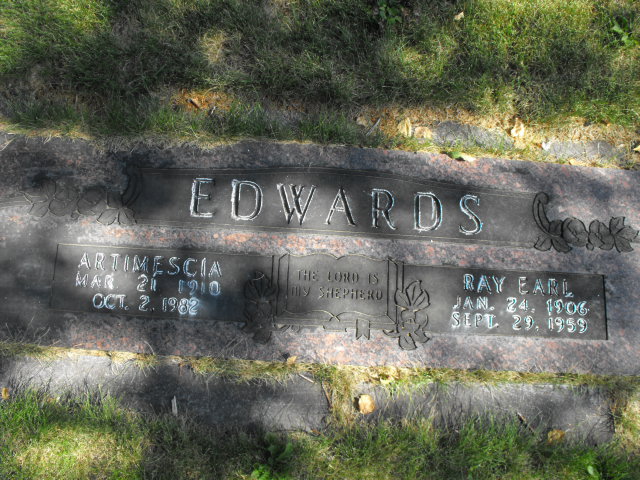 EDWARDS
ARTIMESCIA
MAR. 21 1910
OCT. 2, 1982
THE LORD IS
MY SHEPHERD
RAY EARL
JAN. 24, 1906
SEPT. 29, 1959